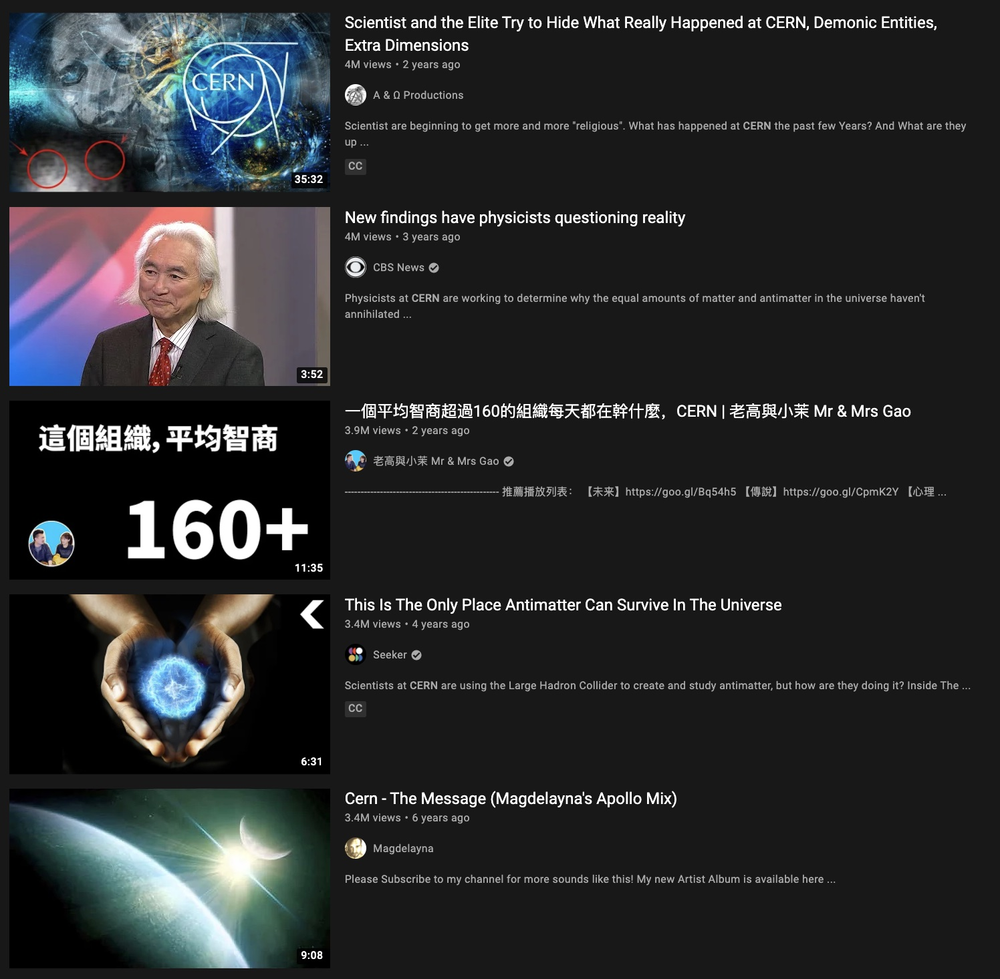 CERN
35:32
Scientist and the Elite Try to Hide What Really Happened at CERN, Demonic Entities,
Extra Dimensions
4M views • 2 years ago
A & Ω Productions
Scientist are beginning to get more and more "religious". What has happened at CERN the past few Years? And What are they
up ...
CC
3:52
New findings have physicists questioning reality
4M views • 3 years ago
CBS News
Physicists at CERN are working to determine why the equal amounts of matter and antimatter in the universe haven't
annihilated ...
這個組織,平均智商
160+
11:35
一個平均智商超過160的組織每天都在幹什麼，CERN | 老高與小茉 Mr & Mrs Gao
3.9M views • 2 years ago
老高與小茉 Mr & Mrs Gao
------------------------------------------------ 推薦播放列表： 【未来】https://goo.gl/Bq54h5 【傳說】https://goo.gl/CpmK2Y 【心理 ...
6:31
This Is The Only Place Antimatter Can Survive In The Universe
3.4M views • 4 years ago
Seeker
Scientists at CERN are using the Large Hadron Collider to create and study antimatter, but how are they doing it? Inside The ...
CC
9:08
Cern - The Message (Magdelayna's Apollo Mix)
3.4M views • 6 years ago
Magdelayna
Please Subscribe to my channel for more sounds like this! My new Artist Album is available here ...